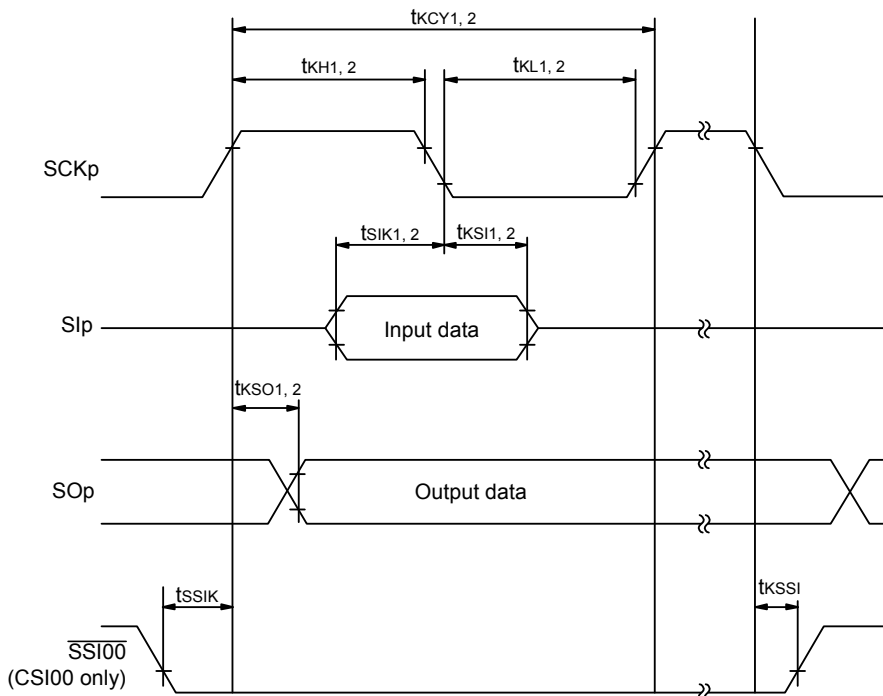 tKCY1, 2
tKH1, 2
tKL1, 2
SCKp
tSIK1, 2
tKSI1, 2
SIp
Input data
tKSO1, 2
SOp
Output data
tSSIK
tKSSI
SSI00
(CSI00 only)